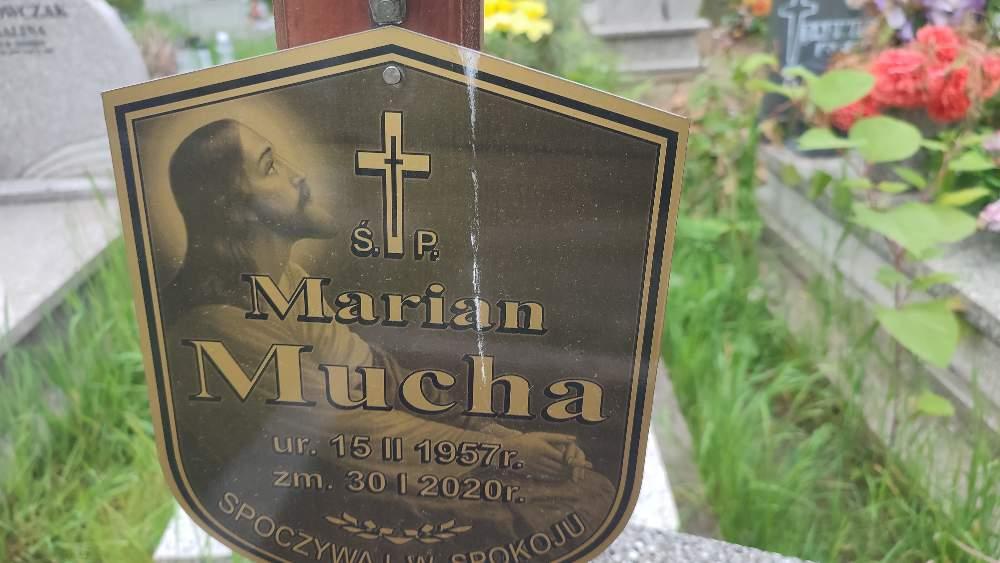 Ś. P.
Marian
Mucha
ur. 15 II 1957r.
zm. 30 I 2020r.
SPOCZYWAJ W SPOKOJU